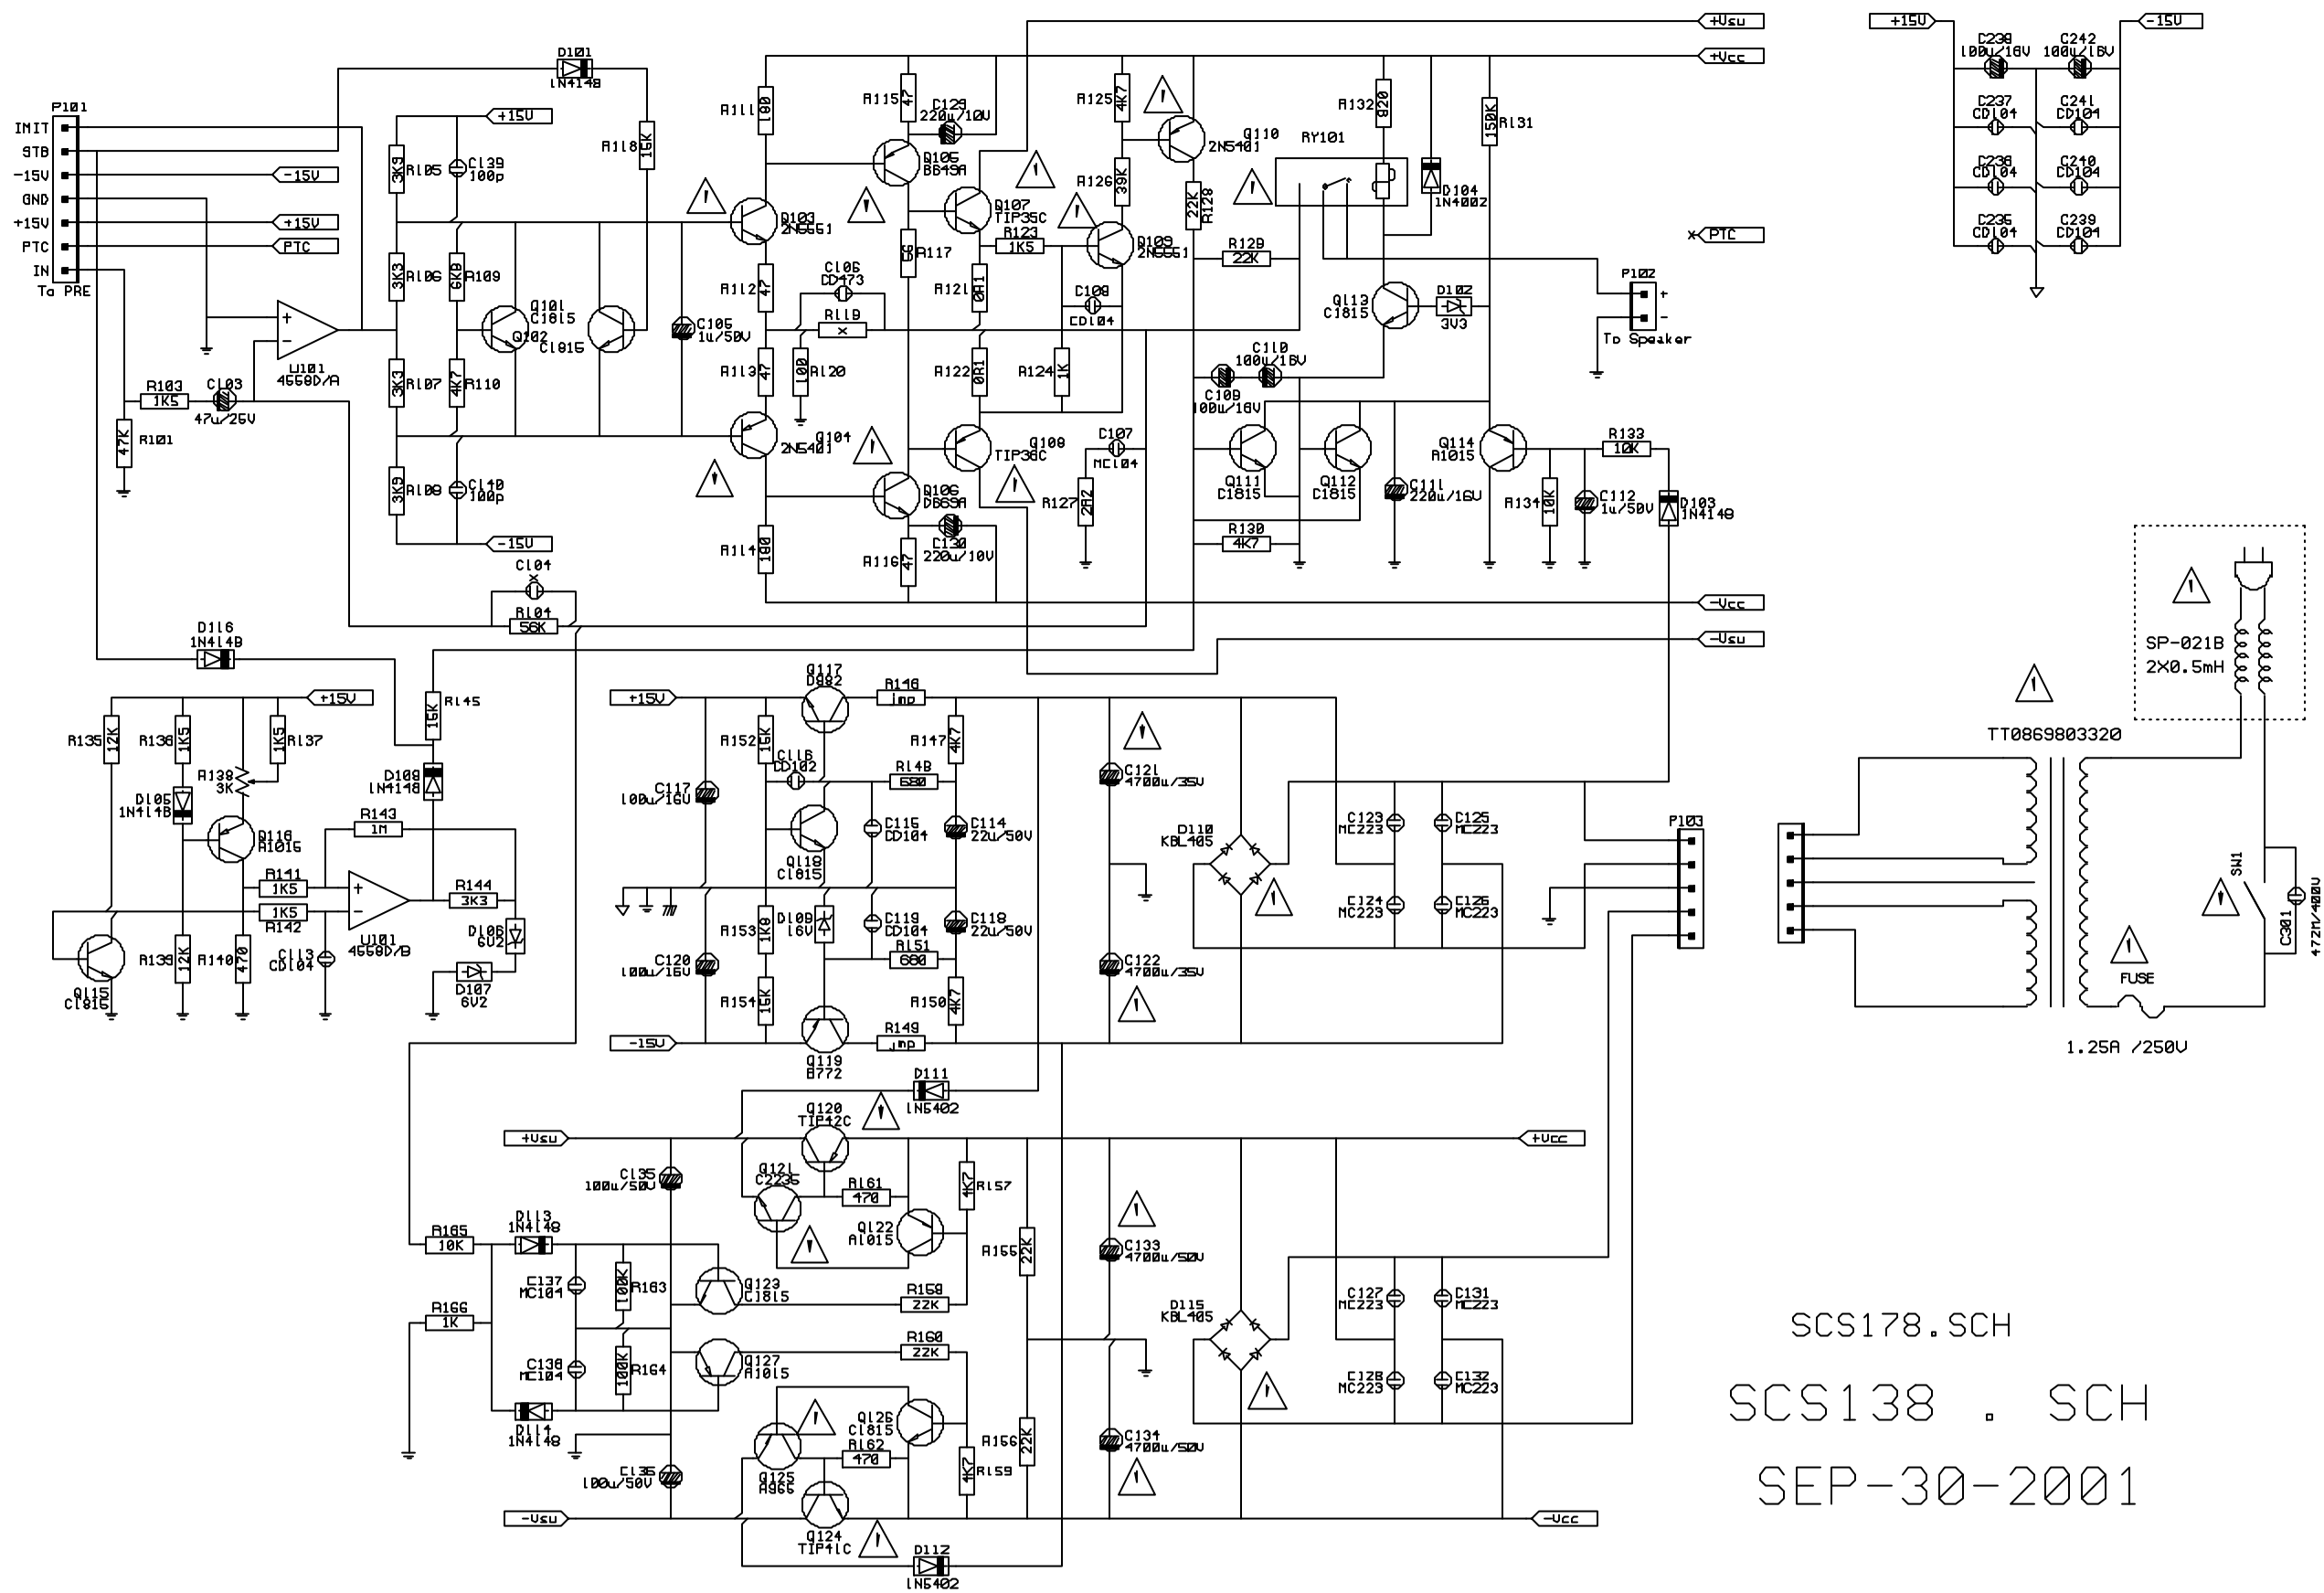 P101
INIT
STB
-15V
GND
+15V
PTC
IN
To PRE
-15V
+15V
PTC
D101
1N4148
R118
15K
+15V
-15V
3K9
R105
C139
100p
3K3
R106
6K8
R109
Q101
C1815
Q102
C1815
U101
4558D/A
3K3
R107
4K7
R110
3K9
R108
C140
100p
R103
1K5
C103
47u/25V
47K
R101
C105
1u/50V
R111
180
Q103
2N5551
R112
47
R113
47
Q104
2N5401
R114
180
C106
CD473
R119
x
100
R120
R115
47
C129
220u/10V
Q105
B649A
56
R117
Q107
TIP35C
R123
1K5
R121
0R1
R122
0R1
Q108
TIP36C
Q106
D669A
C130
220u/10V
R116
47
C104
x
R104
56K
R125
4K7
R126
39K
Q109
2N5551
C108
CD104
R124
1K
C107
MC104
R127
2R2
Q110
2N5401
22K
R128
R129
22K
RY101
R132
820
D104
1N4002
150K
R131
Q113
C1815
D102
3V3
C110
100u/16V
C109
100u/16V
Q111
C1815
Q112
C1815
R130
4K7
C111
220u/16V
Q114
A1015
R133
10K
R134
10K
C112
1u/50V
D103
1N4148
+Vsu
+Vcc
PTC
x
P102
+
-
To Speaker
-Vcc
-Vsu
+15V
-15V
C238
100u/16V
C242
100u/16V
C237
CD104
C241
CD104
C236
CD104
C240
CD104
C235
CD104
C239
CD104
D116
1N4148
+15V
R135
12K
R136
1K5
R138
3K
1K5
R137
D105
1N4148
Q116
A1015
15K
R145
D108
1N4148
R143
1M
R141
1K5
1K5
R142
U101
4558D/B
R144
3K3
D106
6V2
D107
6V2
R139
12K
R140
470
C113
CD104
Q115
C1815
+15V
Q117
D882
R146
jmp
R152
15K
C116
CD102
R147
4K7
R148
680
C117
100u/16V
Q118
C1815
C115
CD104
C114
22u/50V
R153
1K8
D109
16V
C119
CD104
C118
22u/50V
R151
680
C120
100u/16V
R154
15K
R150
4K7
-15V
Q119
B772
R149
jmp
C121
4700u/35V
C122
4700u/35V
D110
KBL405
C123
MC223
C125
MC223
C124
MC223
C126
MC223
P103
SP-021B
2X0.5mH
TT0869803320
SW1
C301
472M/400V
FUSE
1.25A /250V
D111
1N5402
+Vsu
Q120
TIP42C
+Vcc
C135
100u/50V
Q121
C2235
R161
470
4K7
R157
Q122
A1015
R165
10K
D113
1N4148
C137
MC104
100K
R163
Q123
C1815
R158
22K
R155
22K
C133
4700u/50V
D115
KBL405
C127
MC223
C131
MC223
R166
1K
C138
MC104
100K
R164
Q127
A1015
R160
22K
D114
1N4148
C136
100u/50V
Q126
C1815
R162
470
Q125
A966
4K7
R159
R156
22K
C134
4700u/50V
C128
MC223
C132
MC223
-Vsu
Q124
TIP41C
-Vcc
D112
1N5402
SCS178.SCH
SCS138 . SCH
SEP-30-2001